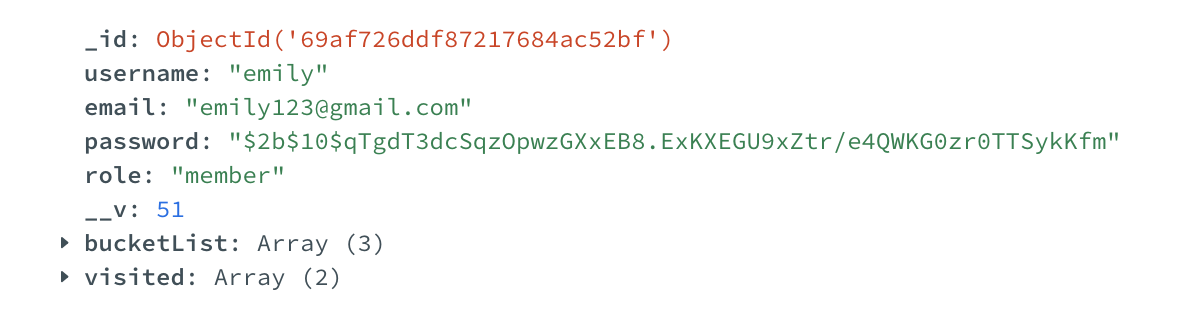 _id: ObjectId('69af726ddf87217684ac52bf')
username: "emily"
email: "emily123@gmail.com"
password: "$2b$10$qTgdT3dcSqzOpwzGXxEB8.ExKXEGU9xZtr/e4QWKG0zr0TTSykKfm"
role: "member"
__v: 51
bucketList: Array (3)
visited: Array (2)